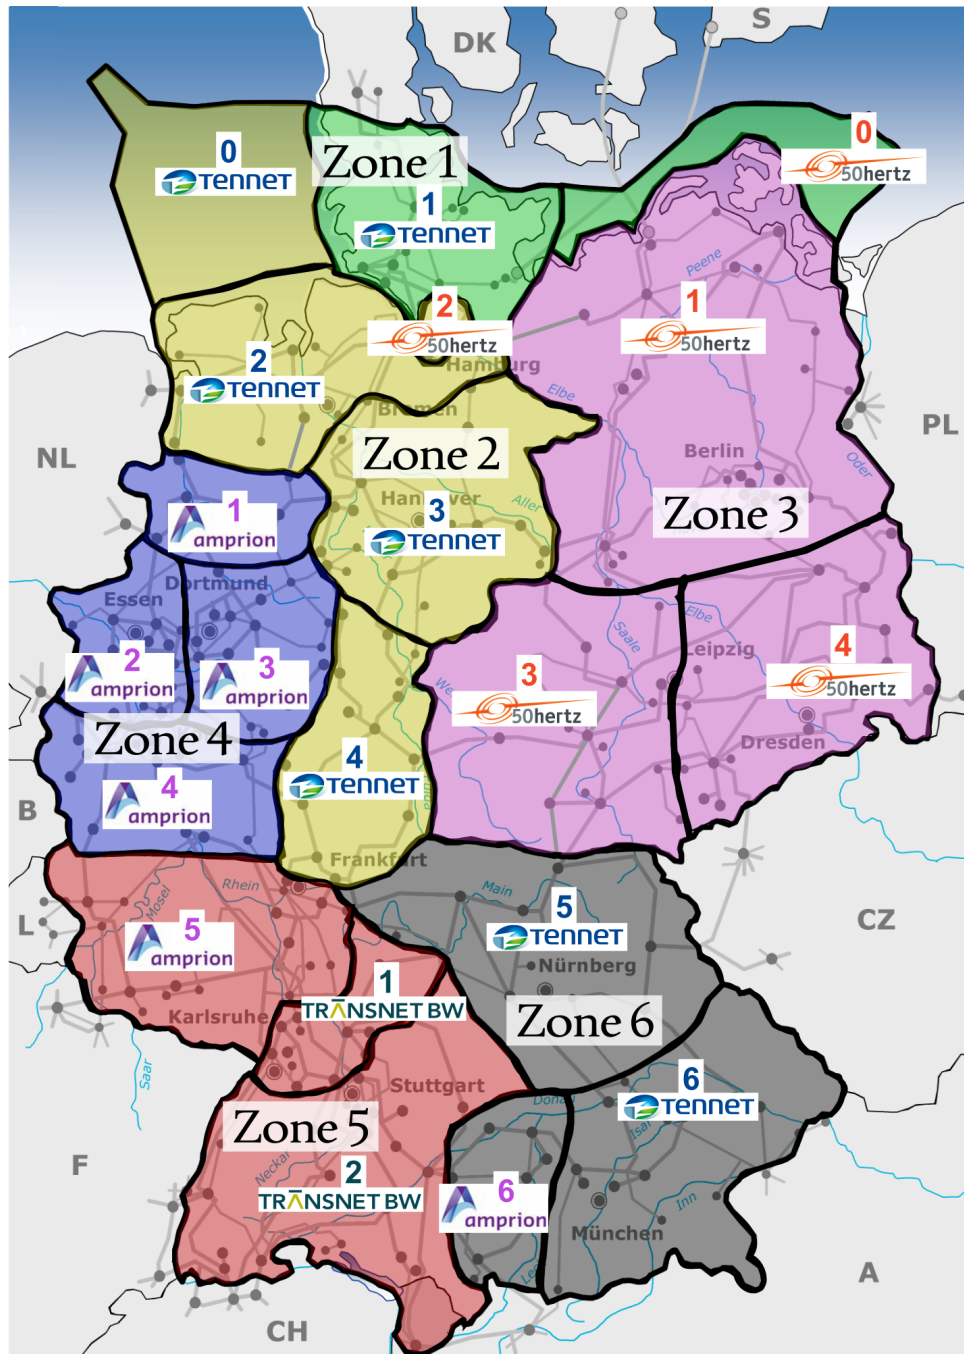 DK
S
0
TENNET
Zone 1
1
TENNET
0
50hertz
Peene
2
50hertz
Hamburg
1
50hertz
2
TENNET
Bremen
Elbe
NL
PL
Zone 2
Berlin
Oder
Hannover
Aller
3
TENNET
Zone 3
1
amprion
Dortmund
Essen
2
amprion
3
amprion
Elbe
Saale
Leipzig
3
50hertz
4
50hertz
Zone 4
Dresden
4
amprion
4
TENNET
Fulda
B
Frankfurt
Rhein
Mosel
Main
L
5
amprion
5
TENNET
CZ
Nürnberg
1
TRANSNET BW
Karlsruhe
Zone 6
Saar
Stuttgart
6
TENNET
Donau
Isar
Zone 5
F
Neckar
2
TRANSNET BW
6
amprion
Inn
München
A
CH